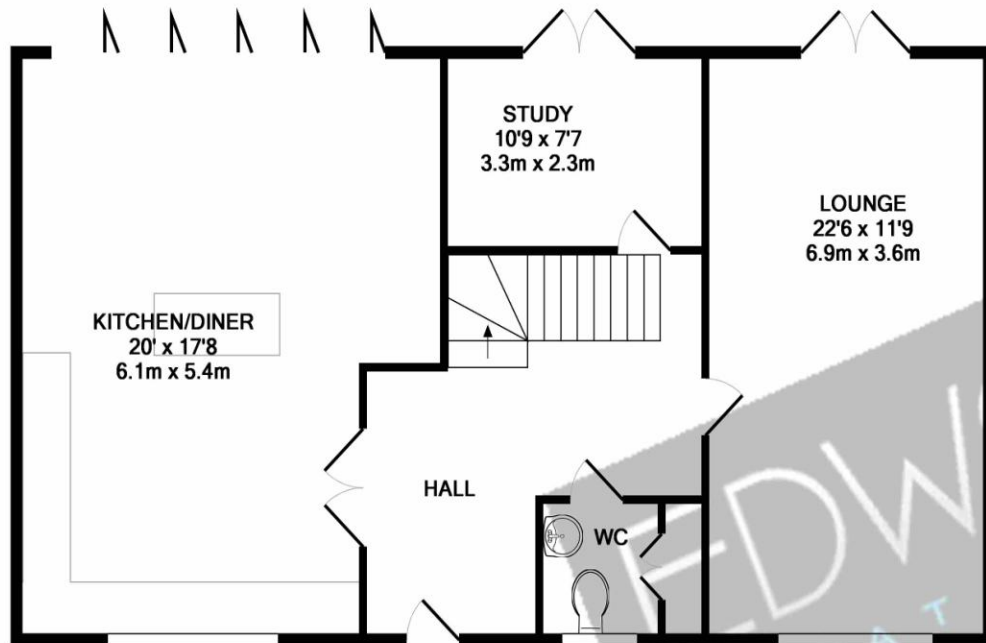 STUDY
10'9 x 7'7
3.3m x 2.3m
LOUNGE
22'6 x 11'9
6.9m x 3.6m
KITCHEN/DINER
20' x 17'8
6.1m x 5.4m
HALL
WC